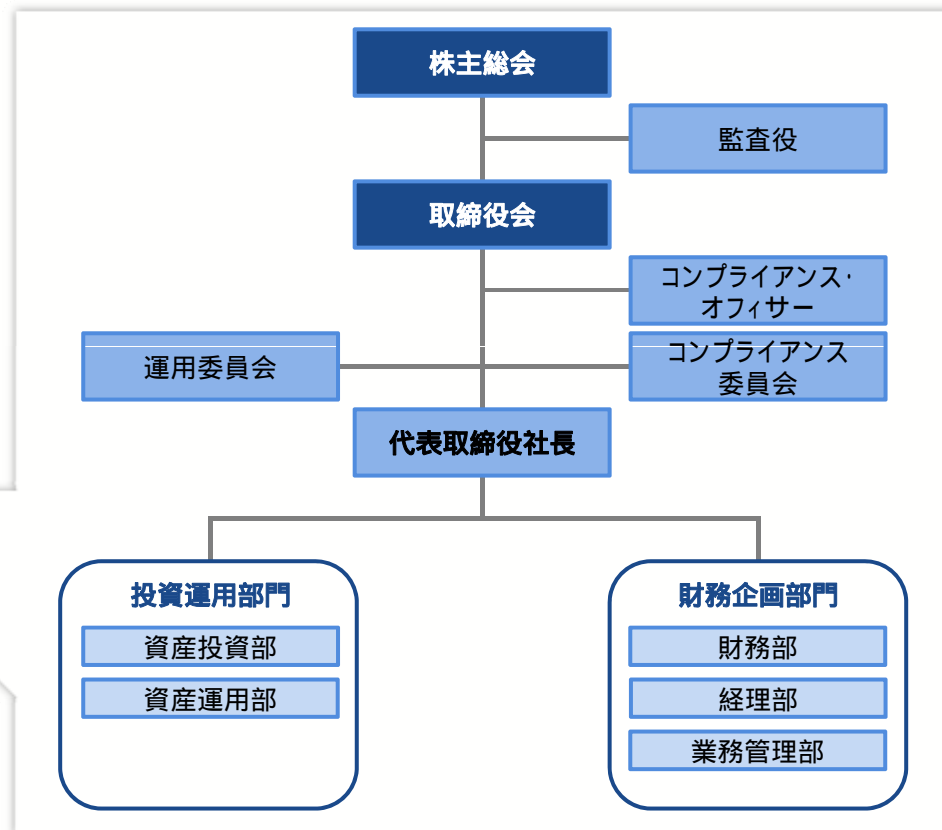 株主総会
監査役
取締役会
コンプライアンス・
オフィサー
運用委員会
コンプライアンス
委員会
代表取締役社長
投資運用部門
資産投資部
資産運用部
財務企画部門
財務部
経理部
業務管理部